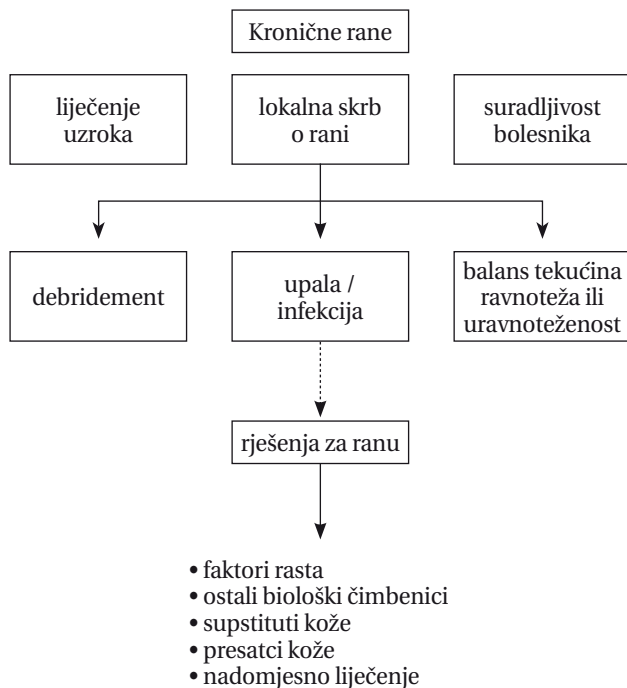 Kronične rane
liječenje
uzroka
lokalna skrb
o rani
suradljivost
bolesnika
debridement
upala /
infekcija
balans tekućina
ravnoteža ili
uravnoteženost
rješenja za ranu
• faktori rasta
• ostali biološki čimbenici
• supstituti kože
• presatci kože
• nadomjesno liječenje